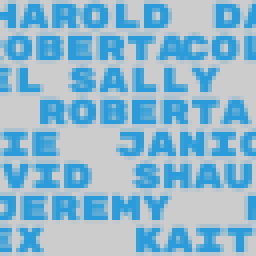 HAROLD DA
ROBERTACOL
EL SALLY
ROBERTA
IE JANIC
VID SHAU
JEREMY
EX KAIT